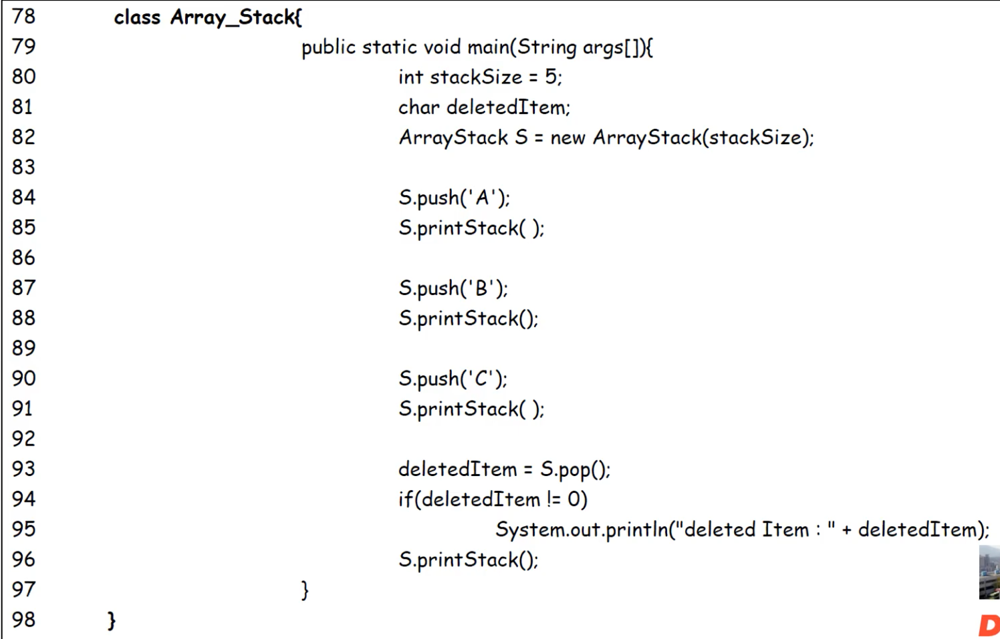 78 class Array_Stack{
79 public static void main(String args[]){
80 int stackSize = 5;
81 char deletedItem;
82 ArrayStack S = new ArrayStack(stackSize);
83
84 S.push('A');
85 S.printStack( );
86
87 S.push('B');
88 S.printStack();
89
90 S.push('C');
91 S.printStack( );
92
93 deletedItem = S.pop();
94 if(deletedItem != 0)
95 System.out.println("deleted Item : " + deletedItem);
96 S.printStack();
97 }
98 }
D